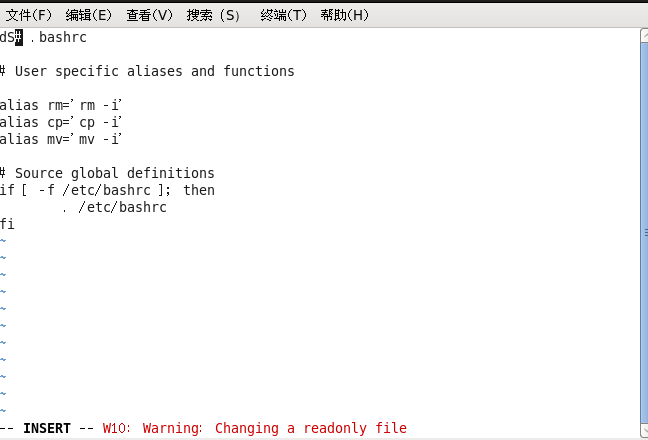 文件(F) 编辑(E) 查看(V) 搜索 (S) 终端(T) 帮助(H)
dS# .bashrc
# User specific aliases and functions
alias rm='rm -i'
alias cp='cp -i'
alias mv='mv -i'
# Source global definitions
if [ -f /etc/bashrc ]; then
. /etc/bashrc
fi
~
~
~
~
~
~
~
~
~
~
~
-- INSERT -- W10: Warning: Changing a readonly file